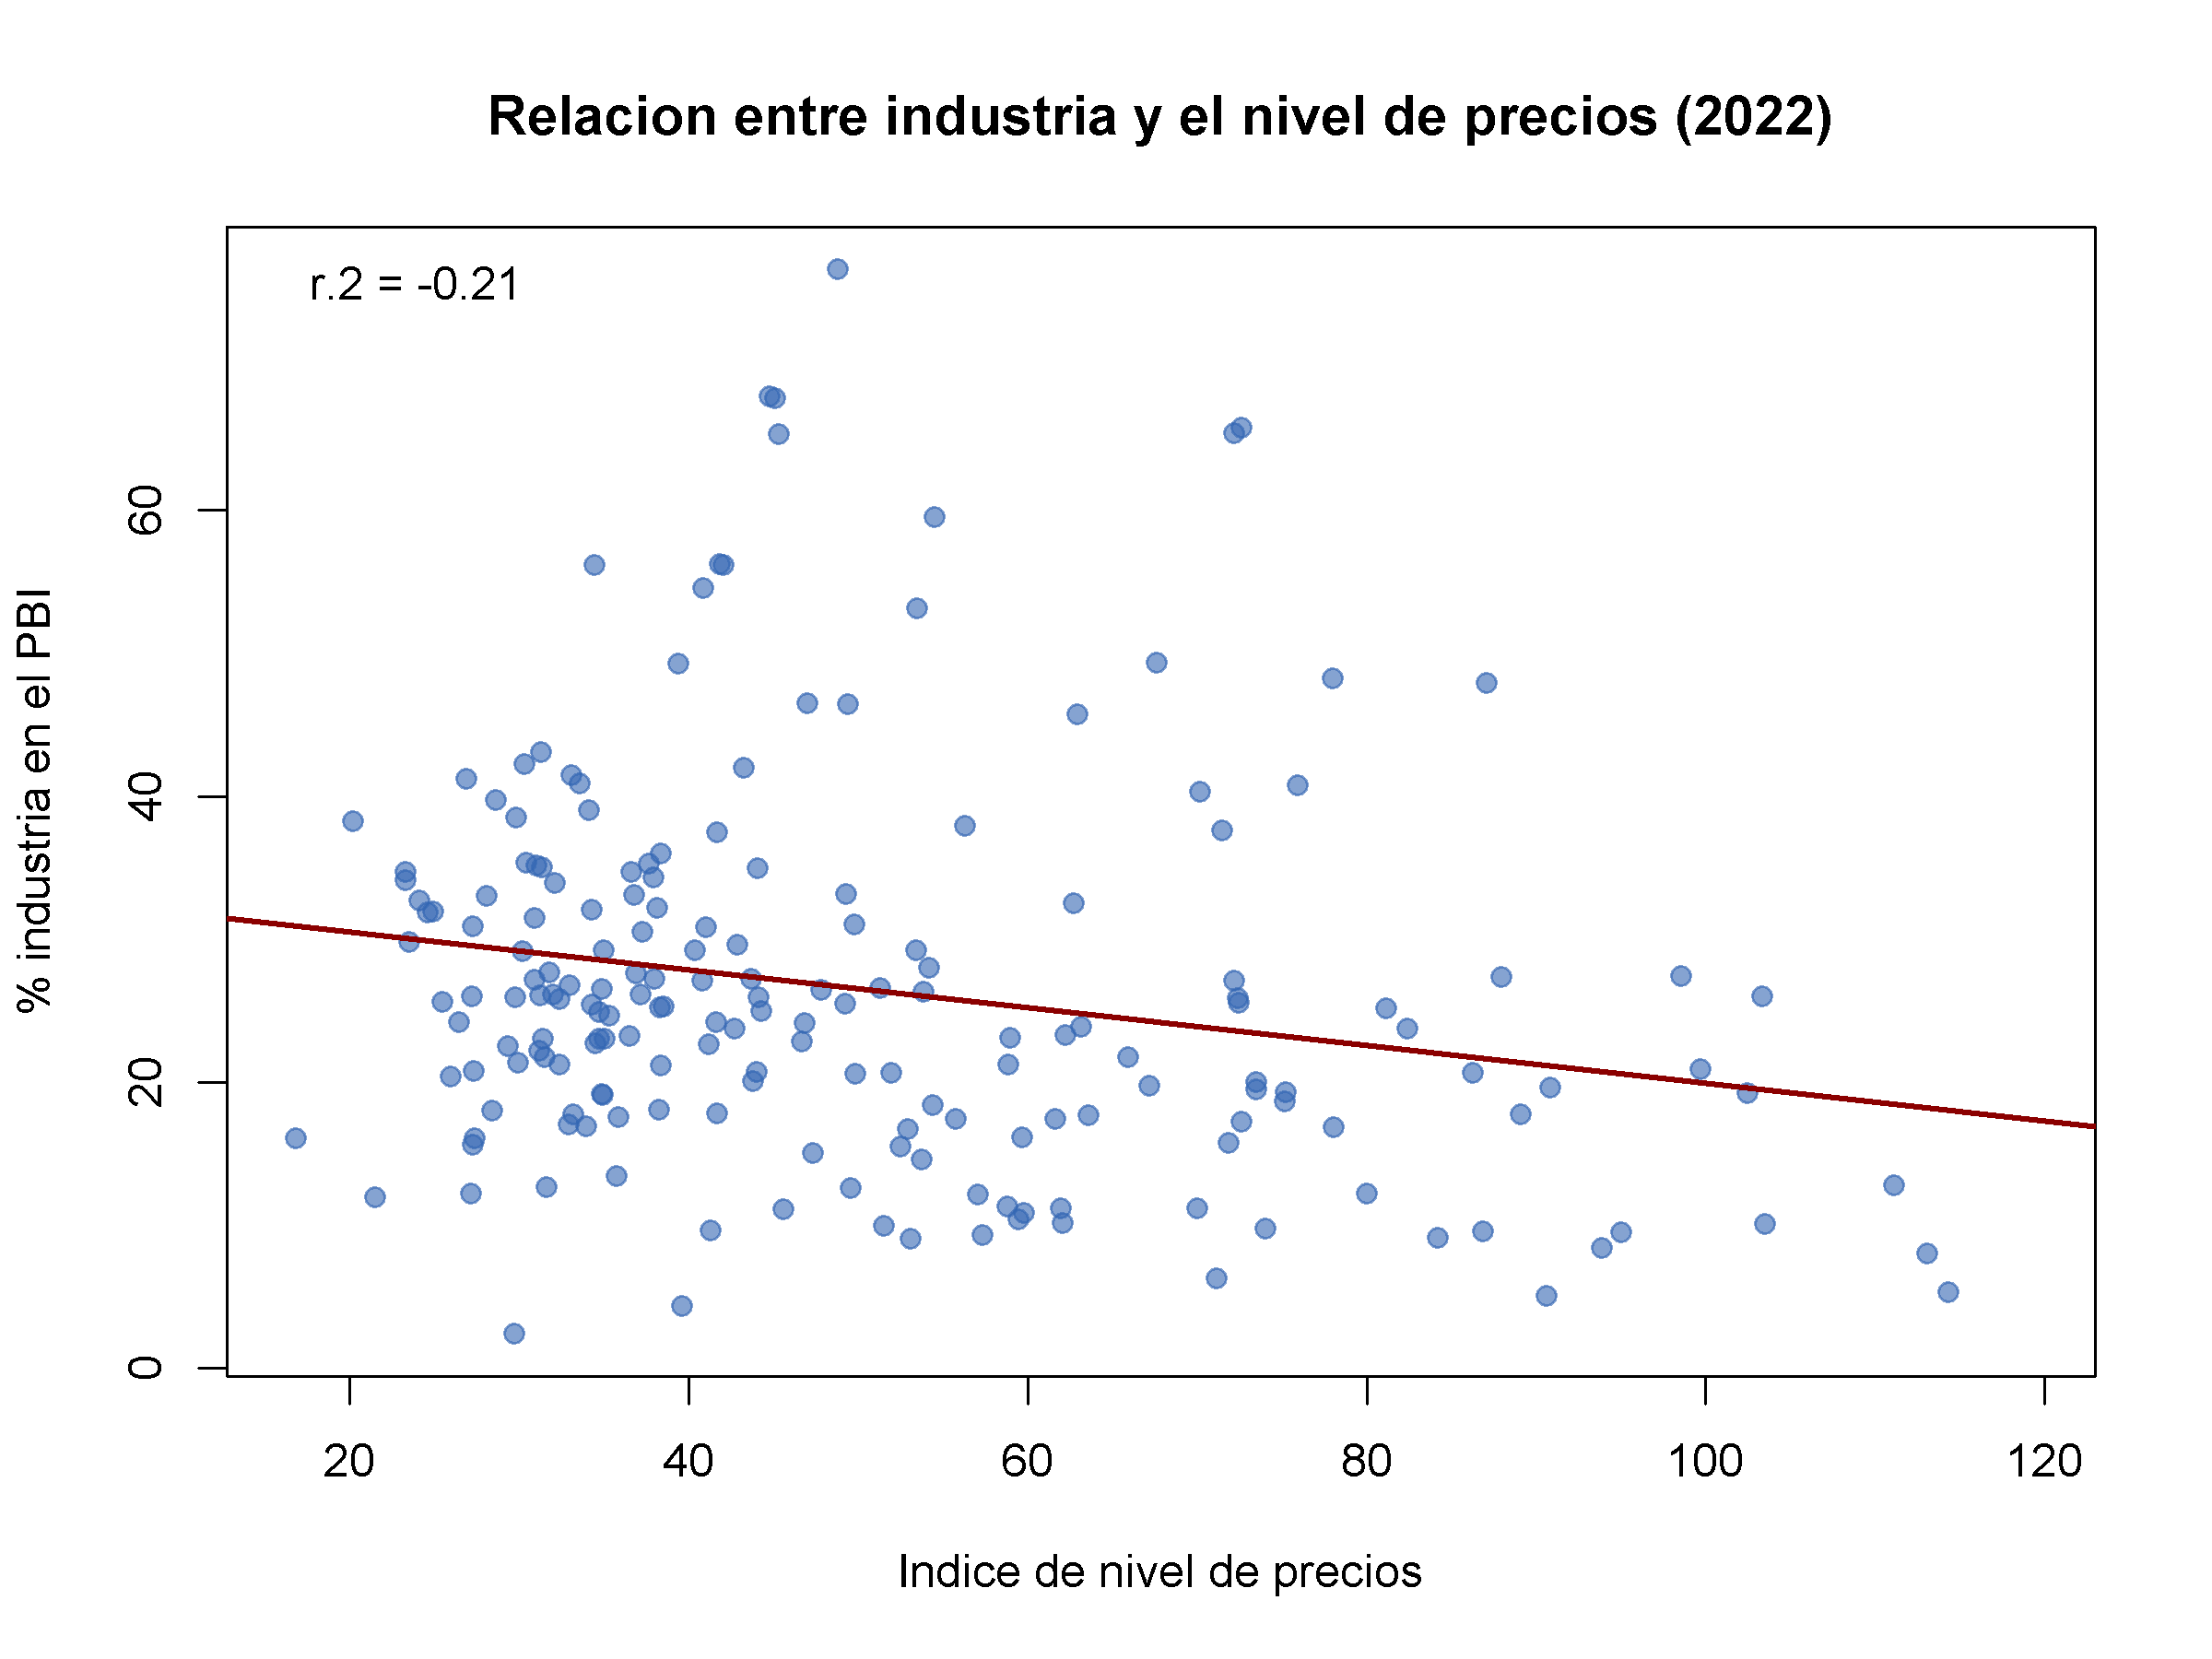 Relacion entre industria y el nivel de precios (2022)
r.2 = -0.21
% industria en el PBI
60
40
20
0
20 40 60 80 100 120
Indice de nivel de precios